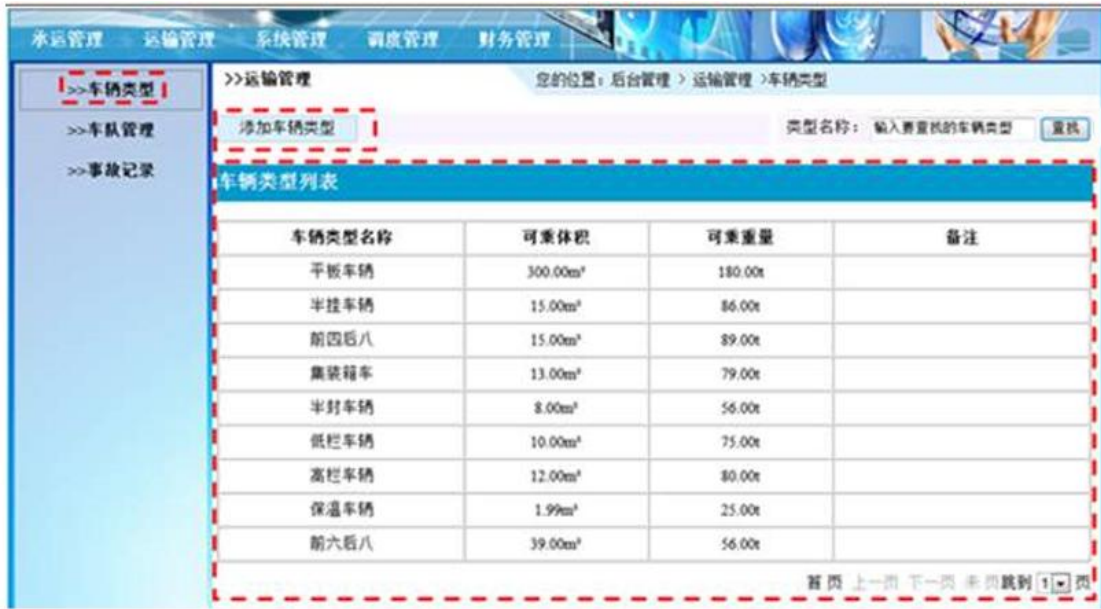 承运管理 运输管理 系统管理 调度管理 财务管理
>>车辆类型
>>车队管理
>>事故记录
>>运输管理 您的位置：后台管理 > 运输管理 >车辆类型
添加车辆类型 类型名称： 输入要查找的车辆类型 查找
车辆类型列表
车辆类型名称 可乘体积 可乘重量 备注
平板车辆 300.00m³ 180.00t
半挂车辆 15.00m³ 86.00t
前四后八 15.00m³ 89.00t
集装箱车 13.00m³ 79.00t
半封车辆 8.00m³ 56.00t
低栏车辆 10.00m³ 75.00t
高栏车辆 12.00m³ 80.00t
保温车辆 1.99m³ 25.00t
前六后八 39.00m³ 56.00t
首页 上一页 下一页 末页 跳到 1 页